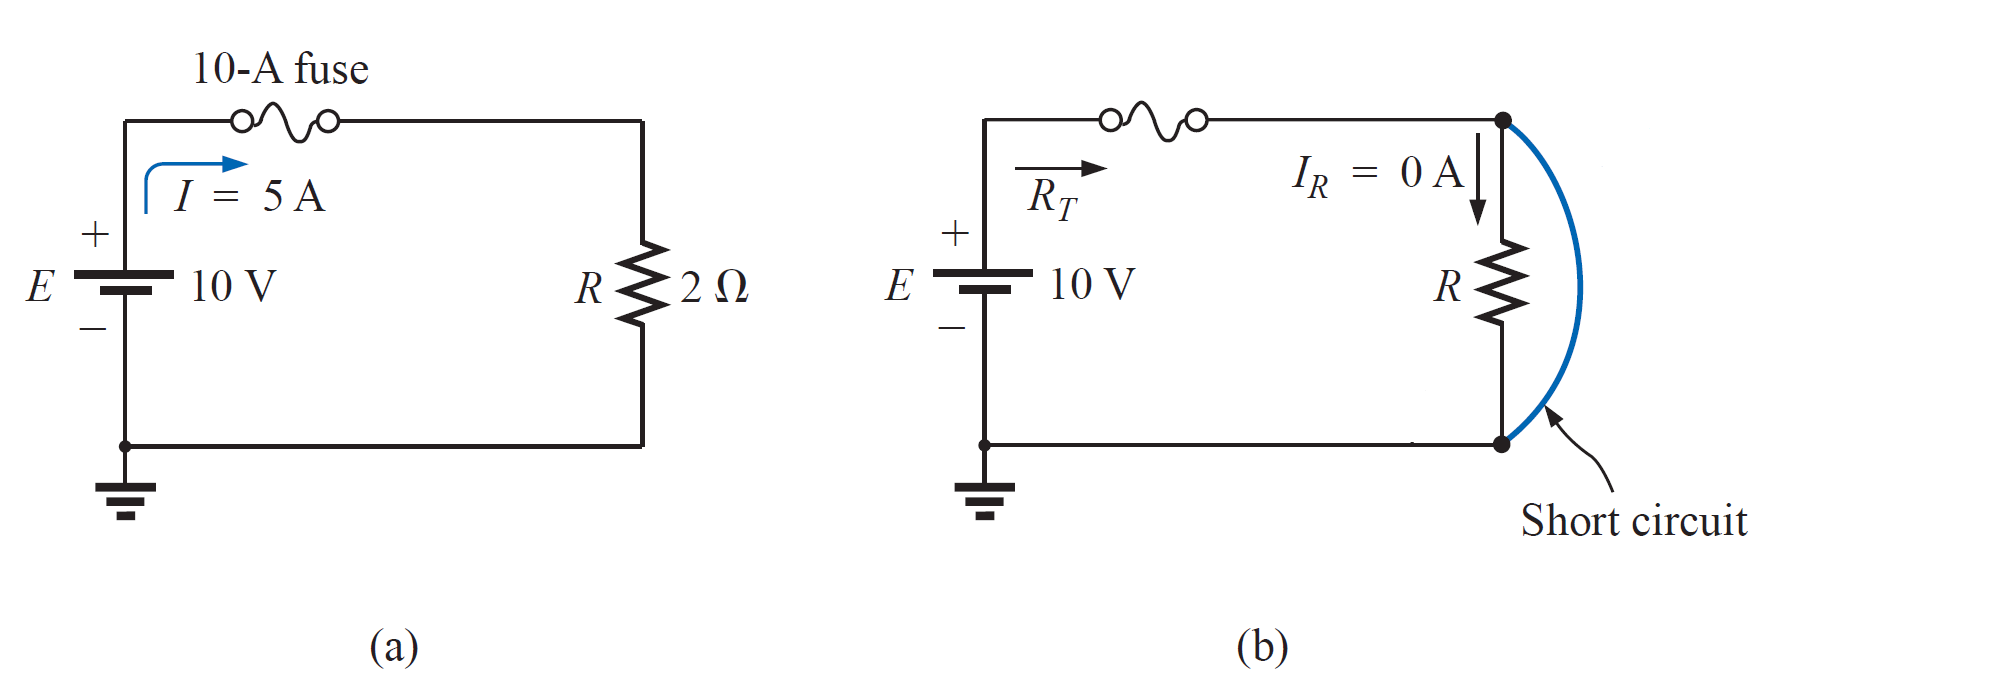 10-A fuse
I = 5 A
+
E 10 V
−
R 2 Ω
(a)
R_T
I_R = 0 A
+
E 10 V
−
R
Short circuit
(b)